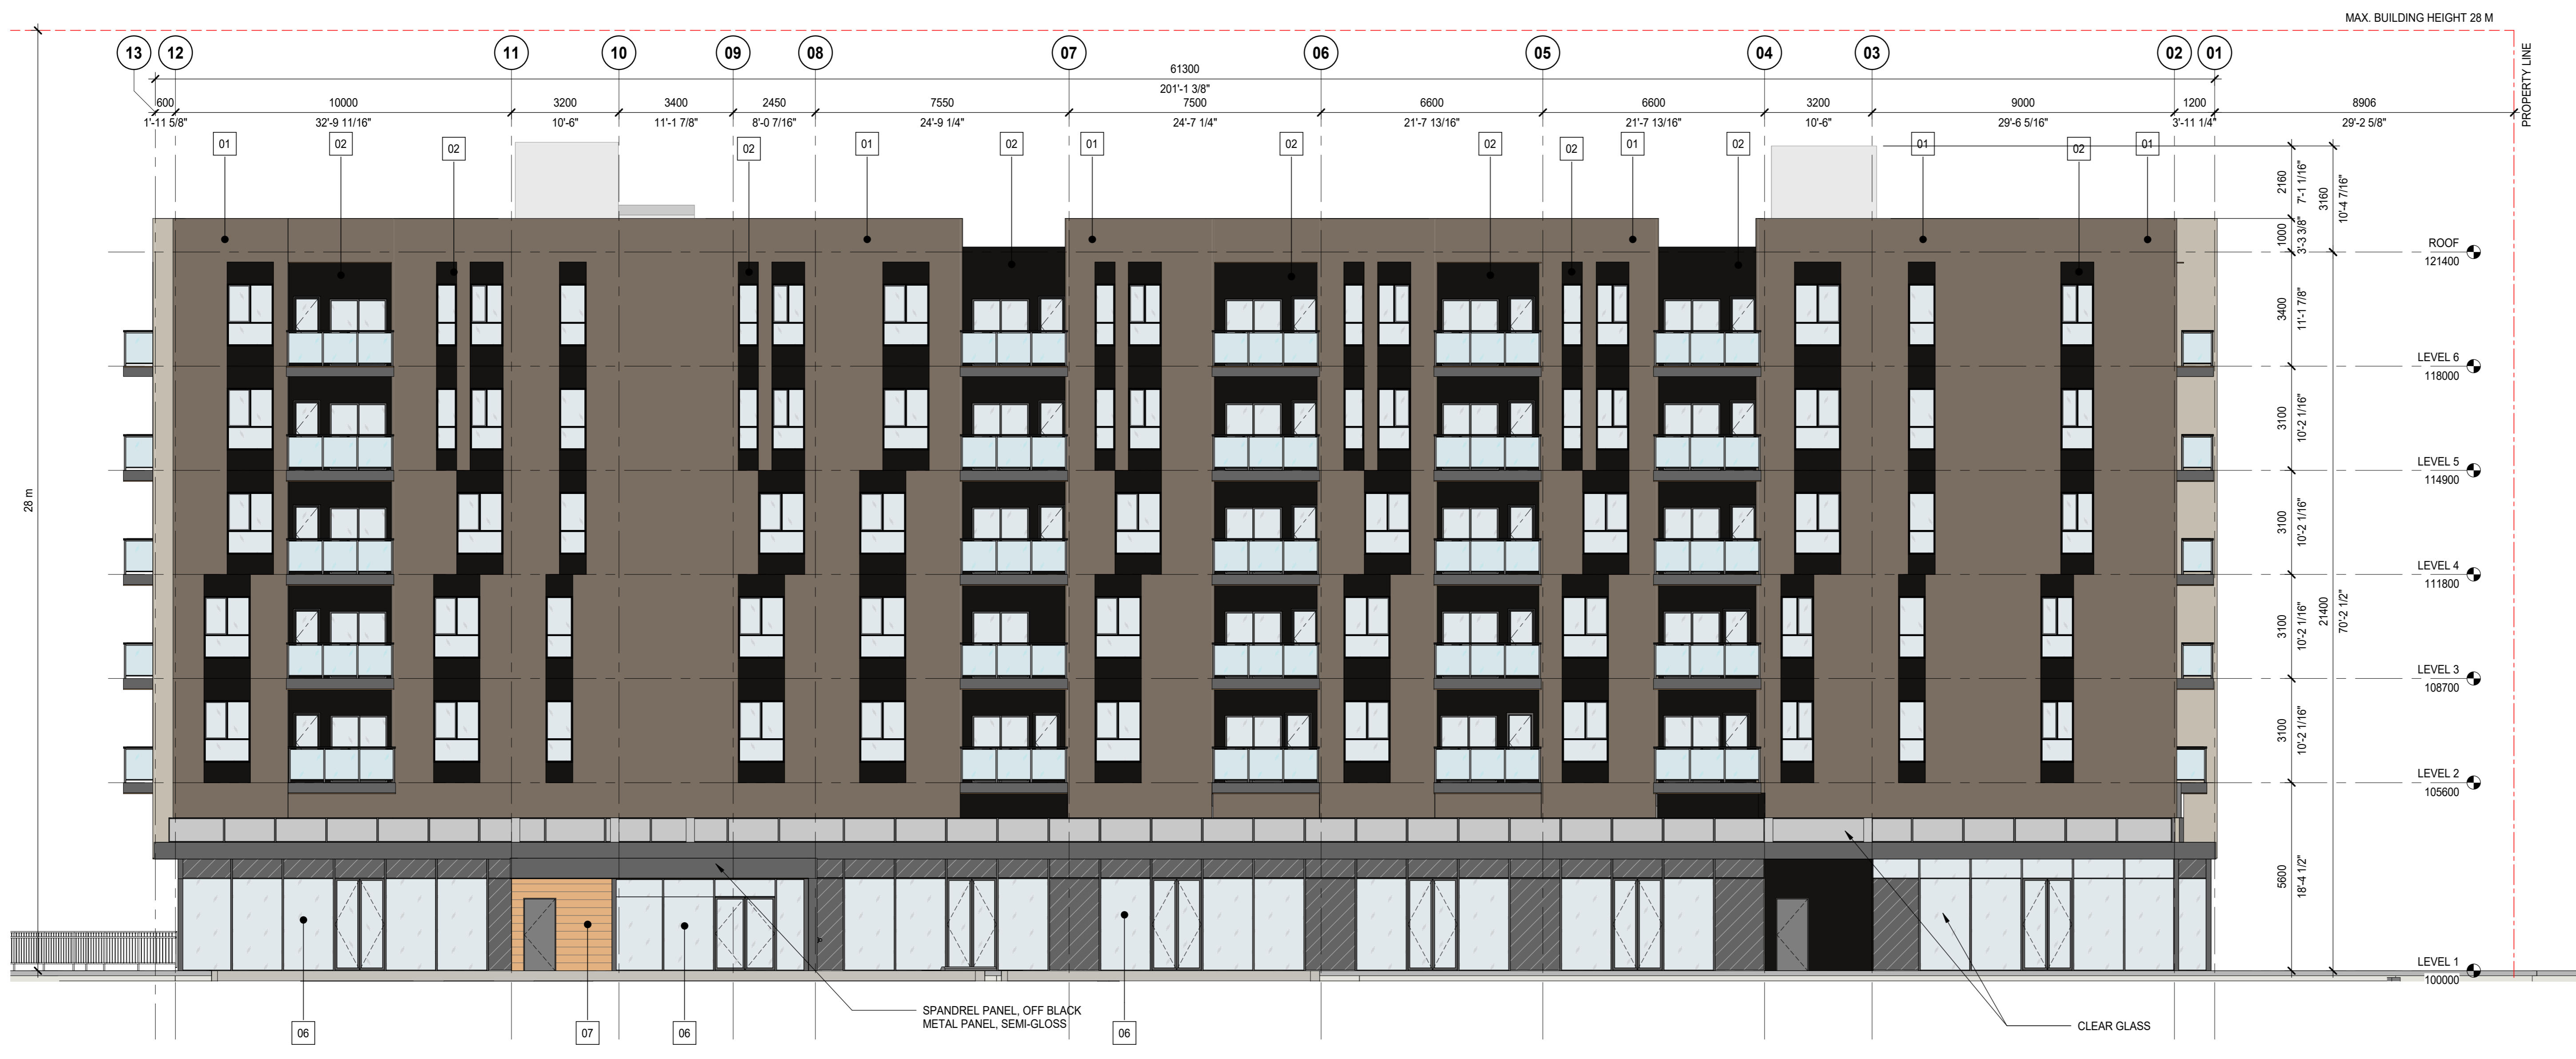 MAX. BUILDING HEIGHT 28 M
PROPERTY LINE
13 12 11 10 09 08 07 06 05 04 03 02 01
61300
201'-1 3/8"
600 10000 3200 3400 2450 7550 7500 6600 6600 3200 9000 1200 8906
1'-11 5/8" 32'-9 11/16" 10'-6" 11'-1 7/8" 8'-0 7/16" 24'-9 1/4" 24'-7 1/4" 21'-7 13/16" 21'-7 13/16" 10'-6" 29'-6 5/16" 3'-11 1/4" 29'-2 5/8"
01 02 02 02 01 02 01 02 02 02 01 02 01 02 01
2160
7'-1 1/16"
3160
10'-4 7/16"
1000
3'-3 3/8"
ROOF
121400
3400
11'-1 7/8"
LEVEL 6
118000
3100
10'-2 1/16"
LEVEL 5
114900
28 m
3100
10'-2 1/16"
LEVEL 4
111800
3100
10'-2 1/16"
21400
70'-2 1/2"
LEVEL 3
108700
3100
10'-2 1/16"
LEVEL 2
105600
5600
18'-4 1/2"
LEVEL 1
100000
SPANDREL PANEL, OFF BLACK
METAL PANEL, SEMI-GLOSS
CLEAR GLASS
06 07 06 06